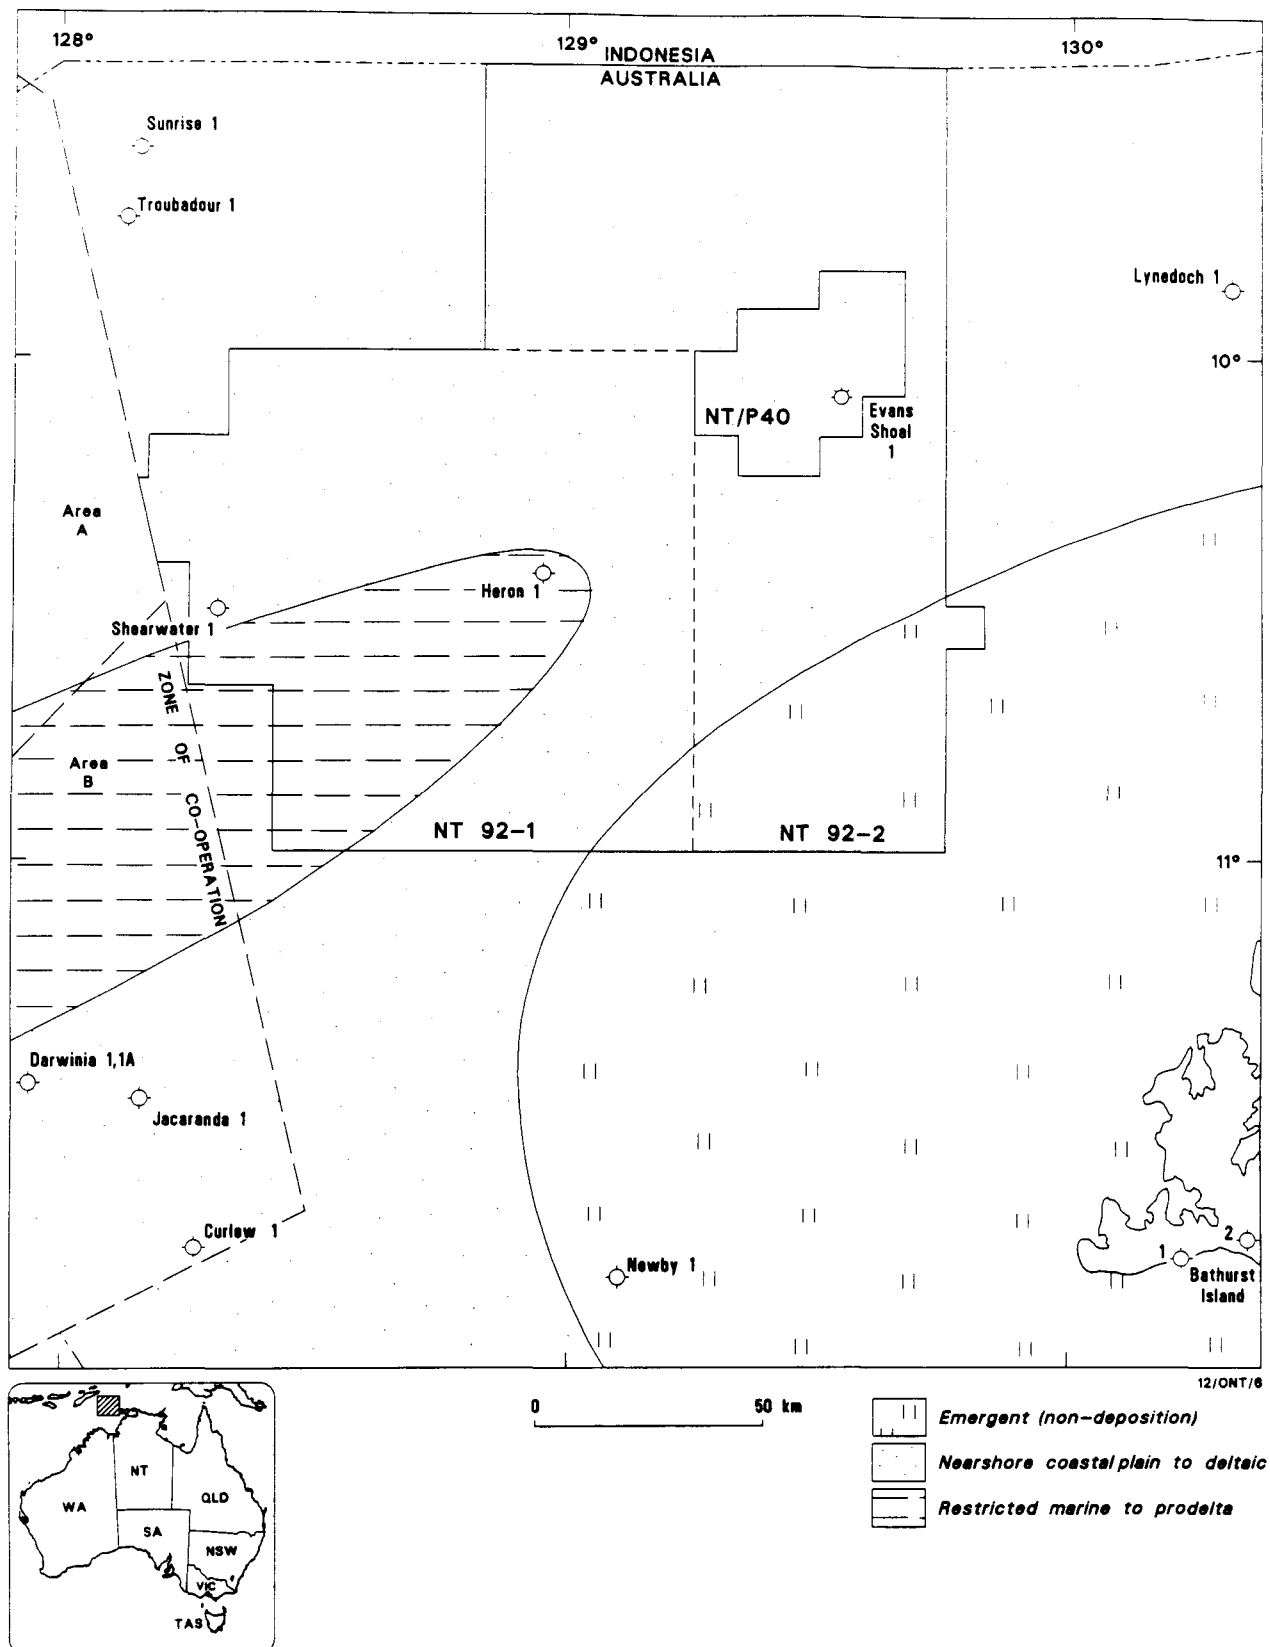 128°
129°
130°
INDONESIA
AUSTRALIA
Sunrise 1
Troubadour 1
Lynedoch 1
10°
NT/P40
Evans
Shoal
1
Area
A
Heron 1
Shearwater 1
ZONE OF CO-OPERATION
Area
B
NT 92-1
NT 92-2
11°
Darwinia 1,1A
Jacaranda 1
Curlew 1
Newby 1
2
1
Bathurst
Island
12/ONT/6
0
50 km
Emergent (non-deposition)
Nearshore coastal plain to deltaic
Restricted marine to prodelta
NT
WA
QLD
SA
NSW
VIC
TAS